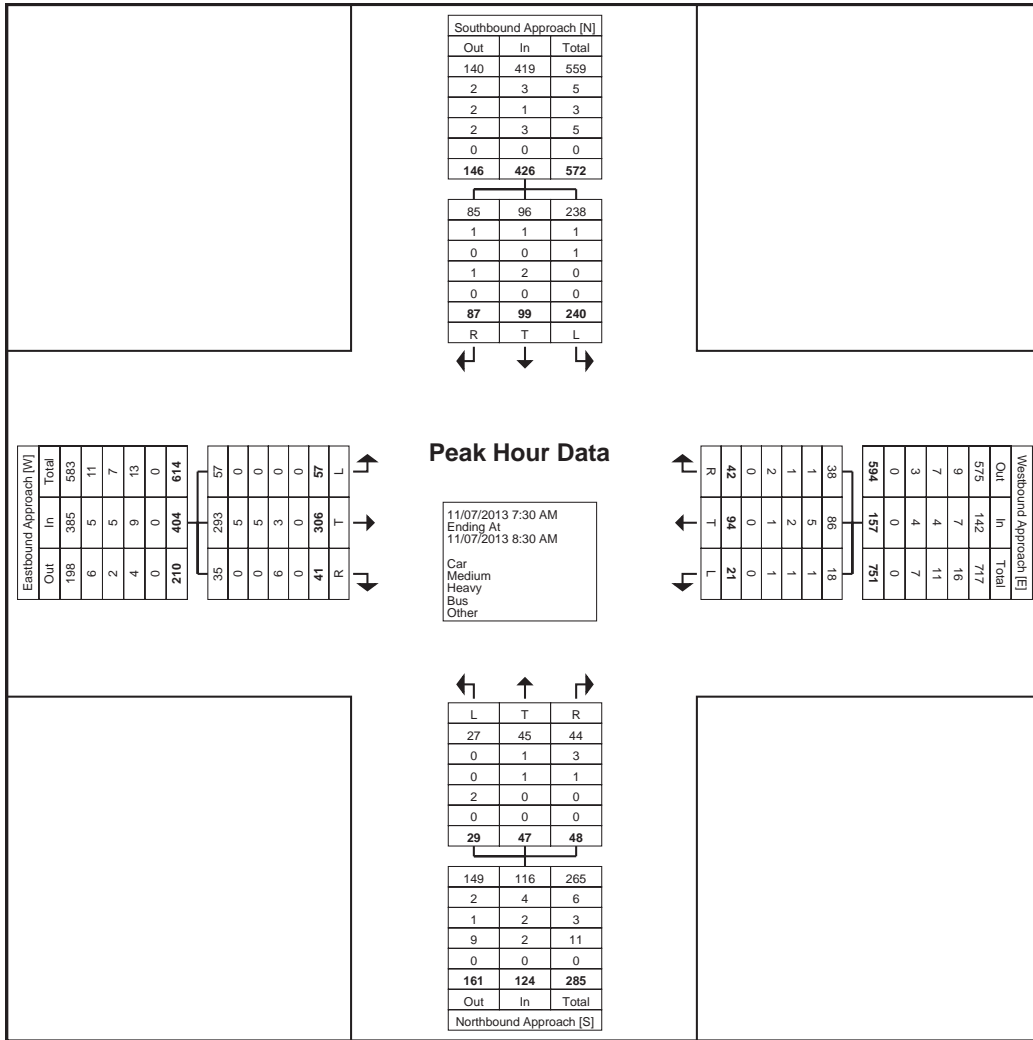 Southbound Approach [N]
Out In Total
140 419 559
2 3 5
2 1 3
2 3 5
0 0 0
146 426 572
85 96 238
1 1 1
0 0 1
1 2 0
0 0 0
87 99 240
R T L
Eastbound Approach [W]
Out In Total
198 385 583
6 5 11
2 5 7
4 9 13
0 0 0
210 404 614
35 293 57
0 5 0
0 5 0
6 3 0
0 0 0
41 306 57
R T L
Peak Hour Data
11/07/2013 7:30 AM
Ending At
11/07/2013 8:30 AM
Car
Medium
Heavy
Bus
Other
Westbound Approach [E]
Out In Total
575 142 717
9 7 16
7 4 11
3 4 7
0 0 0
594 157 751
38 86 18
1 5 1
1 2 1
2 1 1
0 0 0
42 94 21
R T L
L T R
27 45 44
0 1 3
0 1 1
2 0 0
0 0 0
29 47 48
149 116 265
2 4 6
1 2 3
9 2 11
0 0 0
161 124 285
Out In Total
Northbound Approach [S]